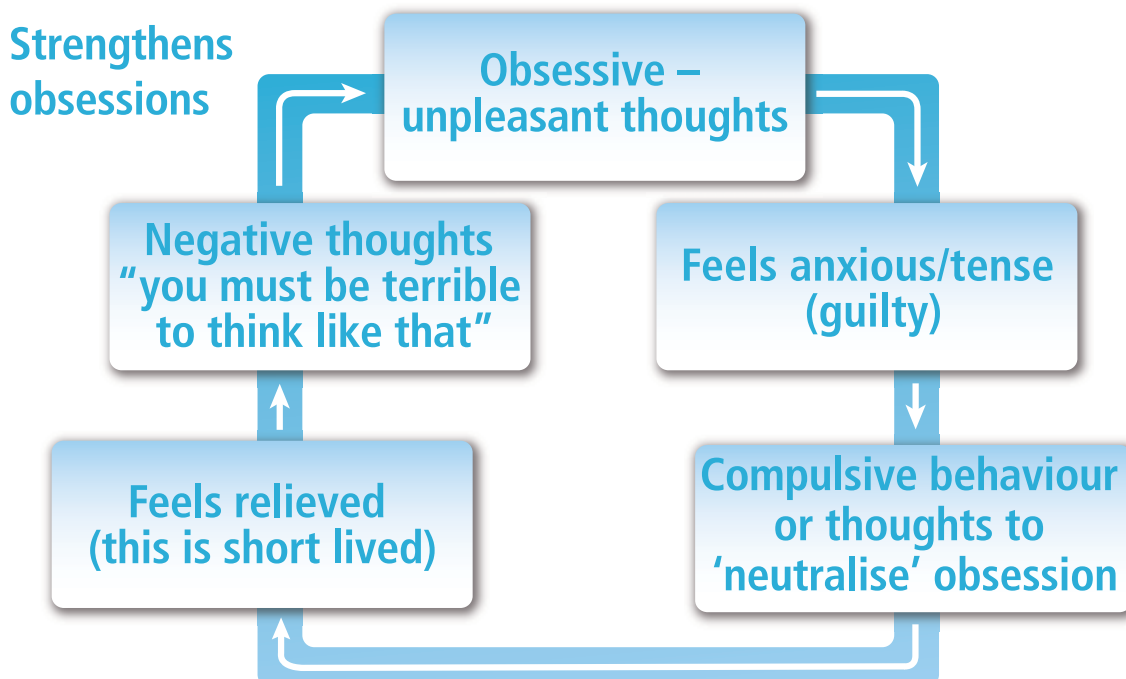 Strengthens
obsessions
Obsessive –
unpleasant thoughts
Feels anxious/tense
(guilty)
Compulsive behaviour
or thoughts to
‘neutralise’ obsession
Feels relieved
(this is short lived)
Negative thoughts
“you must be terrible
to think like that”